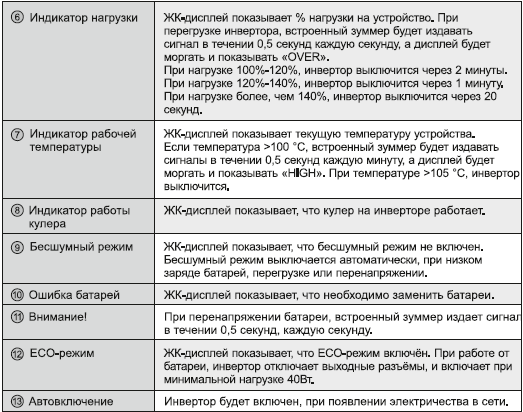 ⑥ Индикатор нагрузки
ЖК-дисплей показывает % нагрузки на устройство. При
перегрузке инвертора, встроенный зуммер будет издавать
сигнал в течении 0,5 секунд каждую секунду, а дисплей будет
моргать и показывать «OVER».
При нагрузке 100%-120%, инвертор выключится через 2 минуты.
При нагрузке 120%-140%, инвертор выключится через 1 минуту.
При нагрузке более, чем 140%, инвертор выключится через 20
секунд.
⑦ Индикатор рабочей
температуры
ЖК-дисплей показывает текущую температуру устройства.
Если температура >100 °C, встроенный зуммер будет издавать
сигналы в течении 0,5 секунд каждую минуту, а дисплей будет
моргать и показывать «HIGH». При температуре >105 °C, инвертор
выключится.
⑧ Индикатор работы
кулера
ЖК-дисплей показывает, что кулер на инверторе работает.
⑨ Бесшумный режим
ЖК-дисплей показывает, что бесшумный режим не включен.
Бесшумный режим выключается автоматически, при низком
заряде батарей, перегрузке или перенапряжении.
⑩ Ошибка батарей
ЖК-дисплей показывает, что необходимо заменить батареи.
⑪ Внимание!
При перенапряжении батареи, встроенный зуммер издает сигнал
в течении 0,5 секунд, каждую секунду.
⑫ ECO-режим
ЖК-дисплей показывает, что ECO-режим включён. При работе от
батареи, инвертор отключает выходные разъёмы, и включает при
минимальной нагрузке 40Вт.
⑬ Автовключение
Инвертор будет включен, при появлении электричества в сети.